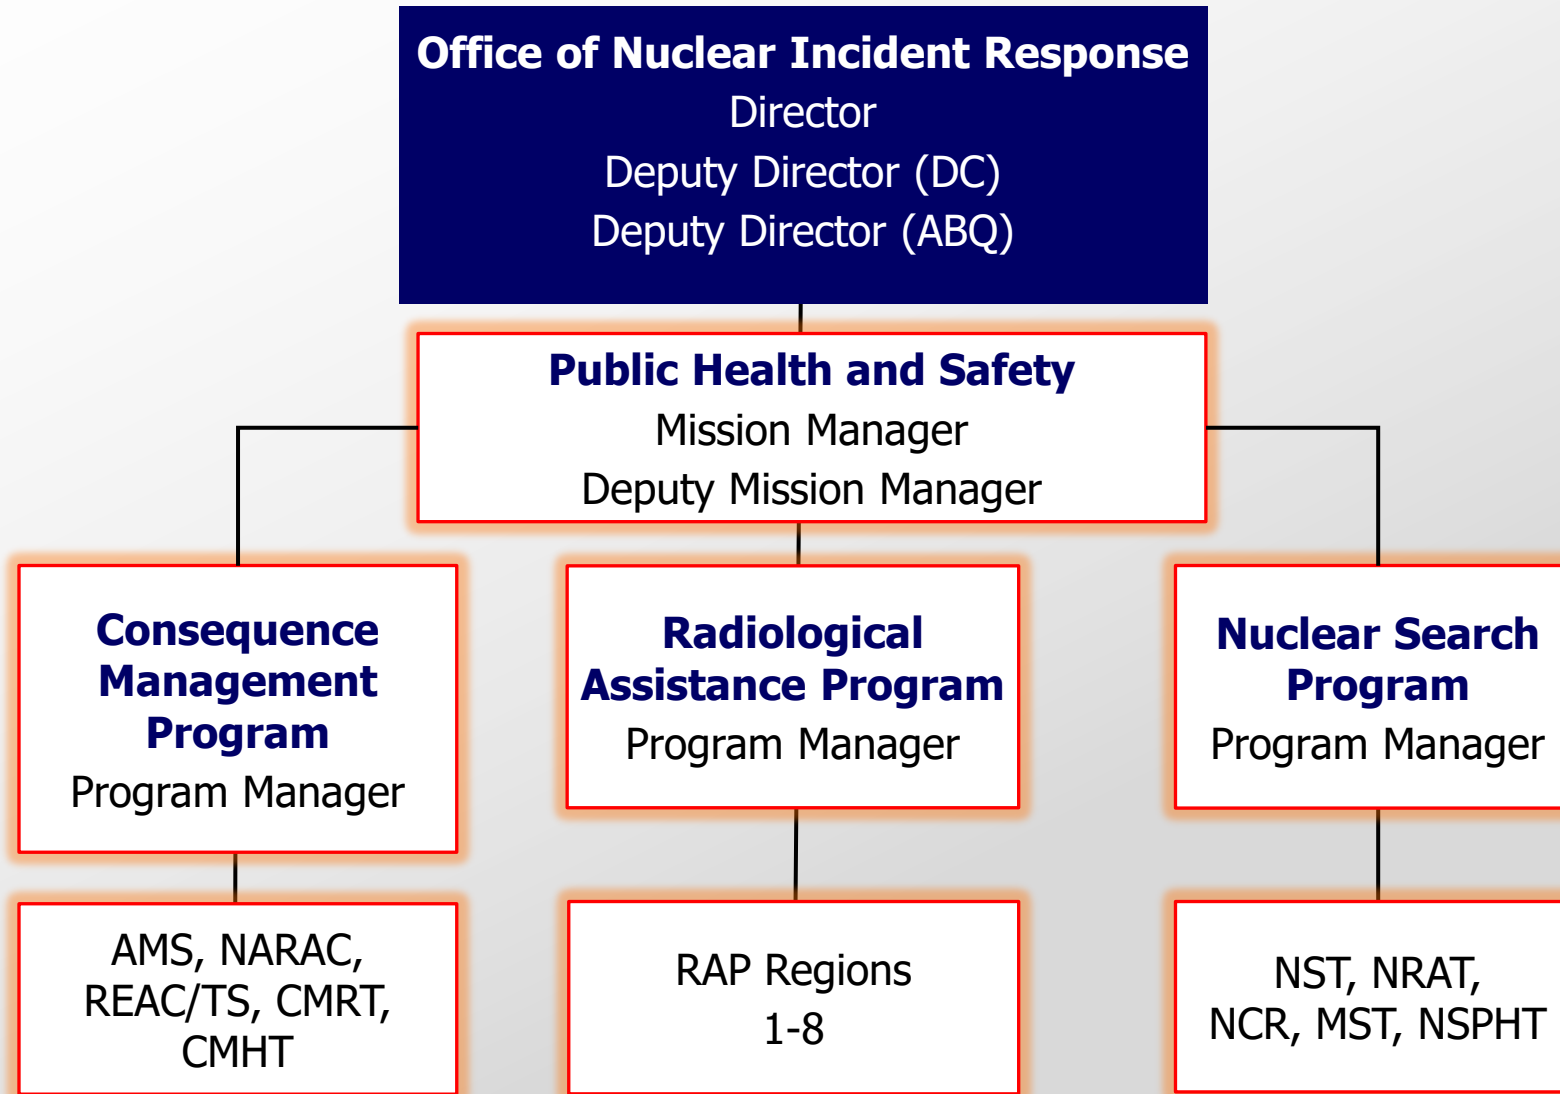 Office of Nuclear Incident Response
Director
Deputy Director (DC)
Deputy Director (ABQ)
Public Health and Safety
Mission Manager
Deputy Mission Manager
Consequence
Management
Program
Program Manager
Radiological
Assistance Program
Program Manager
Nuclear Search
Program
Program Manager
AMS, NARAC,
REAC/TS, CMRT,
CMHT
RAP Regions
1-8
NST, NRAT,
NCR, MST, NSPHT